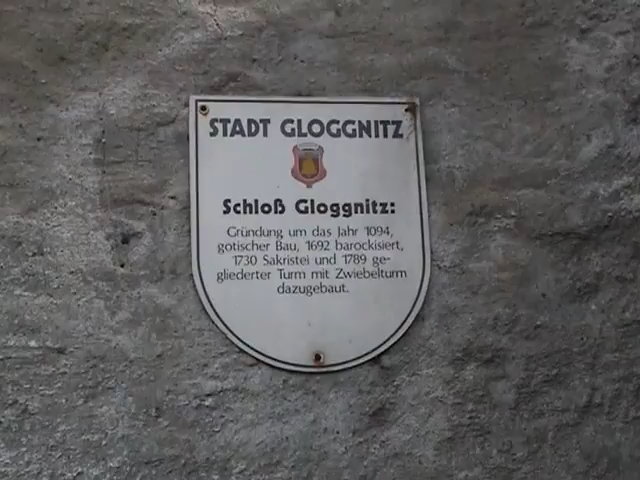 STADT GLOGGNITZ
Schloß Gloggnitz:
Gründung um das Jahr 1094,
gotischer Bau, 1692 barockisiert,
1730 Sakristei und 1789 ge-
gliederter Turm mit Zwiebelturm
dazugebaut.